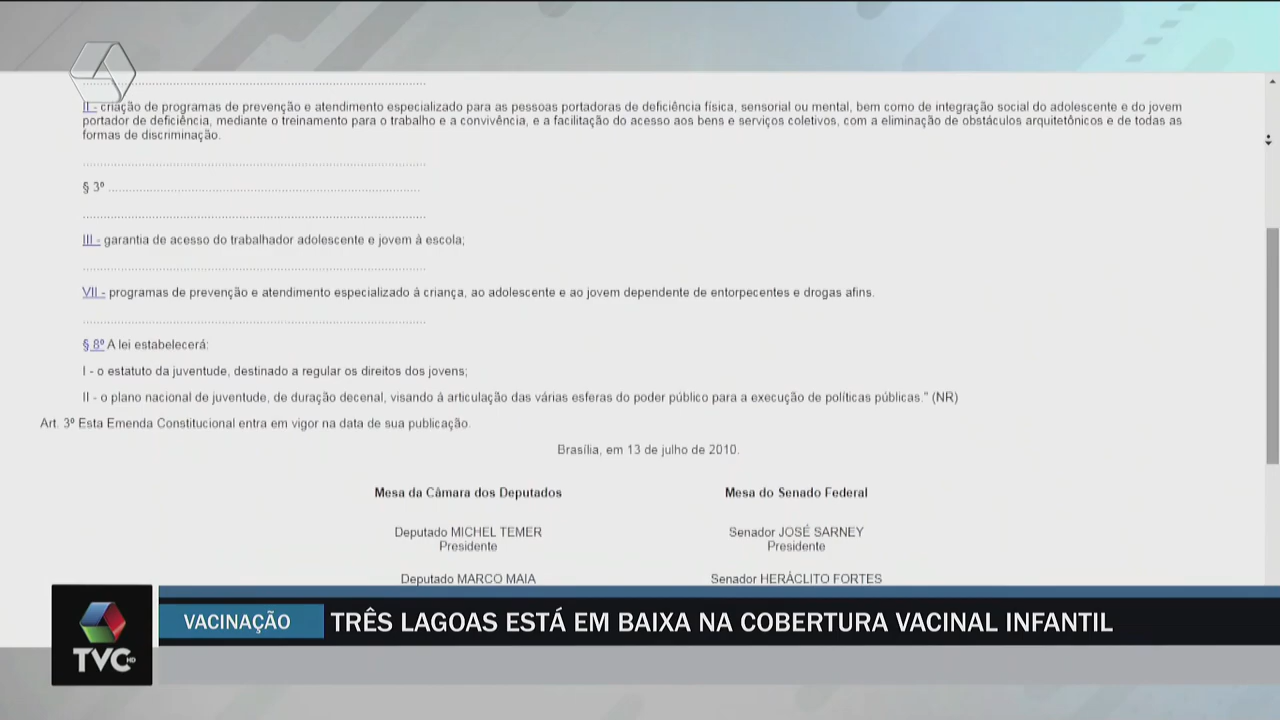 II - criação de programas de prevenção e atendimento especializado para as pessoas portadoras de deficiência física, sensorial ou mental, bem como de integração social do adolescente e do jovem
portador de deficiência, mediante o treinamento para o trabalho e a convivência, e a facilitação do acesso aos bens e serviços coletivos, com a eliminação de obstáculos arquitetônicos e de todas as
formas de discriminação.
§ 3º ................................................................................
III - garantia de acesso do trabalhador adolescente e jovem à escola;
VII - programas de prevenção e atendimento especializado à criança, ao adolescente e ao jovem dependente de entorpecentes e drogas afins.
§ 8º A lei estabelecerá:
I - o estatuto da juventude, destinado a regular os direitos dos jovens;
II - o plano nacional de juventude, de duração decenal, visando à articulação das várias esferas do poder público para a execução de políticas públicas." (NR)
Art. 3º Esta Emenda Constitucional entra em vigor na data de sua publicação.
Brasília, em 13 de julho de 2010.
Mesa da Câmara dos Deputados
Mesa do Senado Federal
Deputado MICHEL TEMER
Presidente
Senador JOSÉ SARNEY
Presidente
Deputado MARCO MAIA
Senador HERÁCLITO FORTES
VACINAÇÃO
TRÊS LAGOAS ESTÁ EM BAIXA NA COBERTURA VACINAL INFANTIL
TVC HD